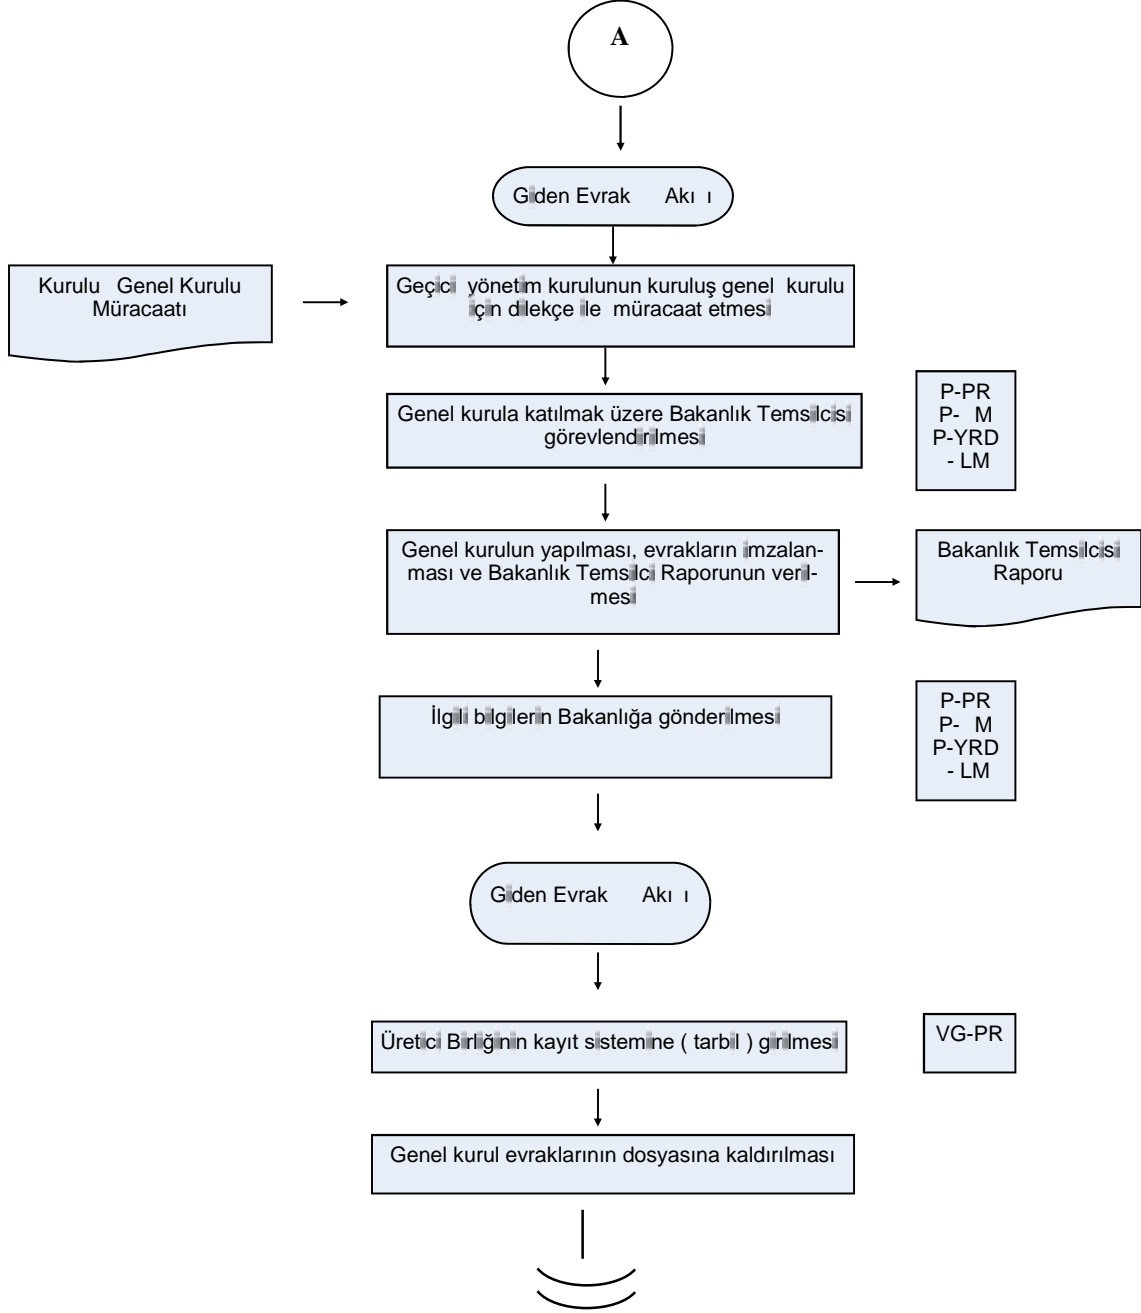 A
Giden Evrak Akı ı
Kurulu Genel Kurulu
Müracaatı
Geçici yönetim kurulunun kuruluş genel kurulu
için dilekçe ile müracaat etmesi
Genel kurula katılmak üzere Bakanlık Temsilcisi
görevlendirilmesi
P-PR
P- M
P-YRD
- LM
Genel kurulun yapılması, evrakların imzalan-
ması ve Bakanlık Temsilci Raporunun veril-
mesi
Bakanlık Temsilcisi
Raporu
İlgili bilgilerin Bakanlığa gönderilmesi
P-PR
P- M
P-YRD
- LM
Giden Evrak Akı ı
Üretici Birliğinin kayıt sistemine ( tarbil ) girilmesi
VG-PR
Genel kurul evraklarının dosyasına kaldırılması